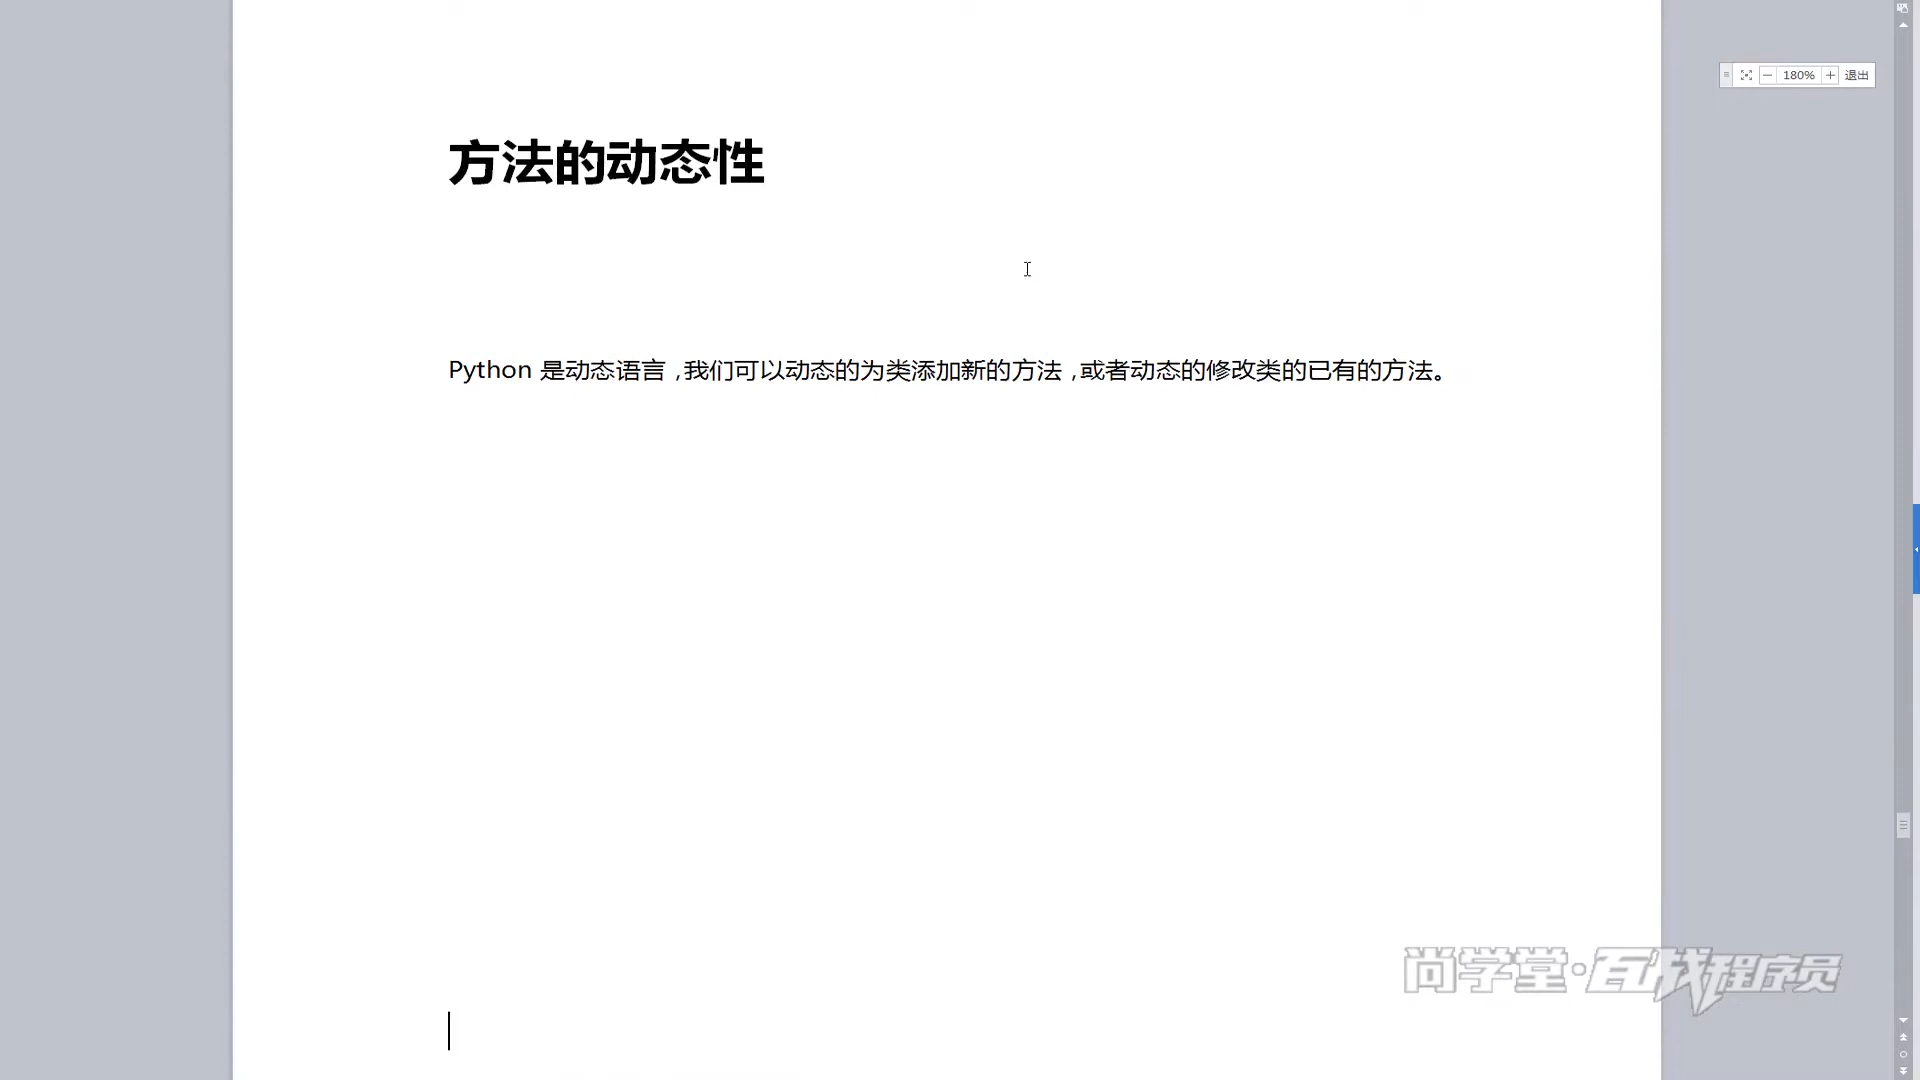 180%
退出
方法的动态性
Python 是动态语言，我们可以动态的为类添加新的方法，或者动态的修改类的已有的方法。
尚学堂·百战程序员